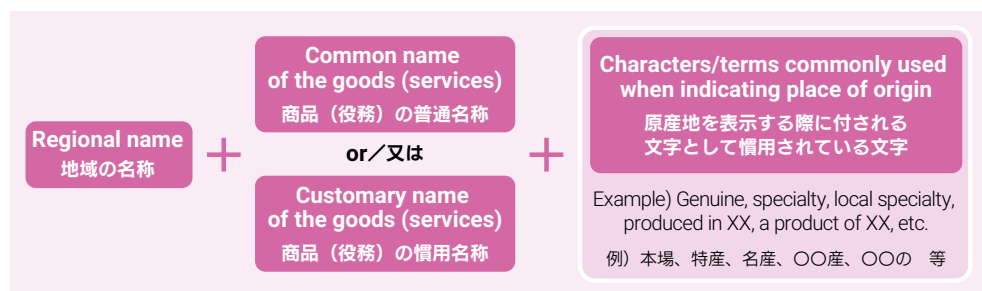 Regional name
地域の名称
+
Common name
of the goods (services)
商品（役務）の普通名称
or／又は
Customary name
of the goods (services)
商品（役務）の慣用名称
+
Characters/terms commonly used
when indicating place of origin
原産地を表示する際に付される
文字として慣用されている文字
Example) Genuine, specialty, local specialty,
produced in XX, a product of XX, etc.
例）本場、特産、名産、〇〇産、〇〇の　等